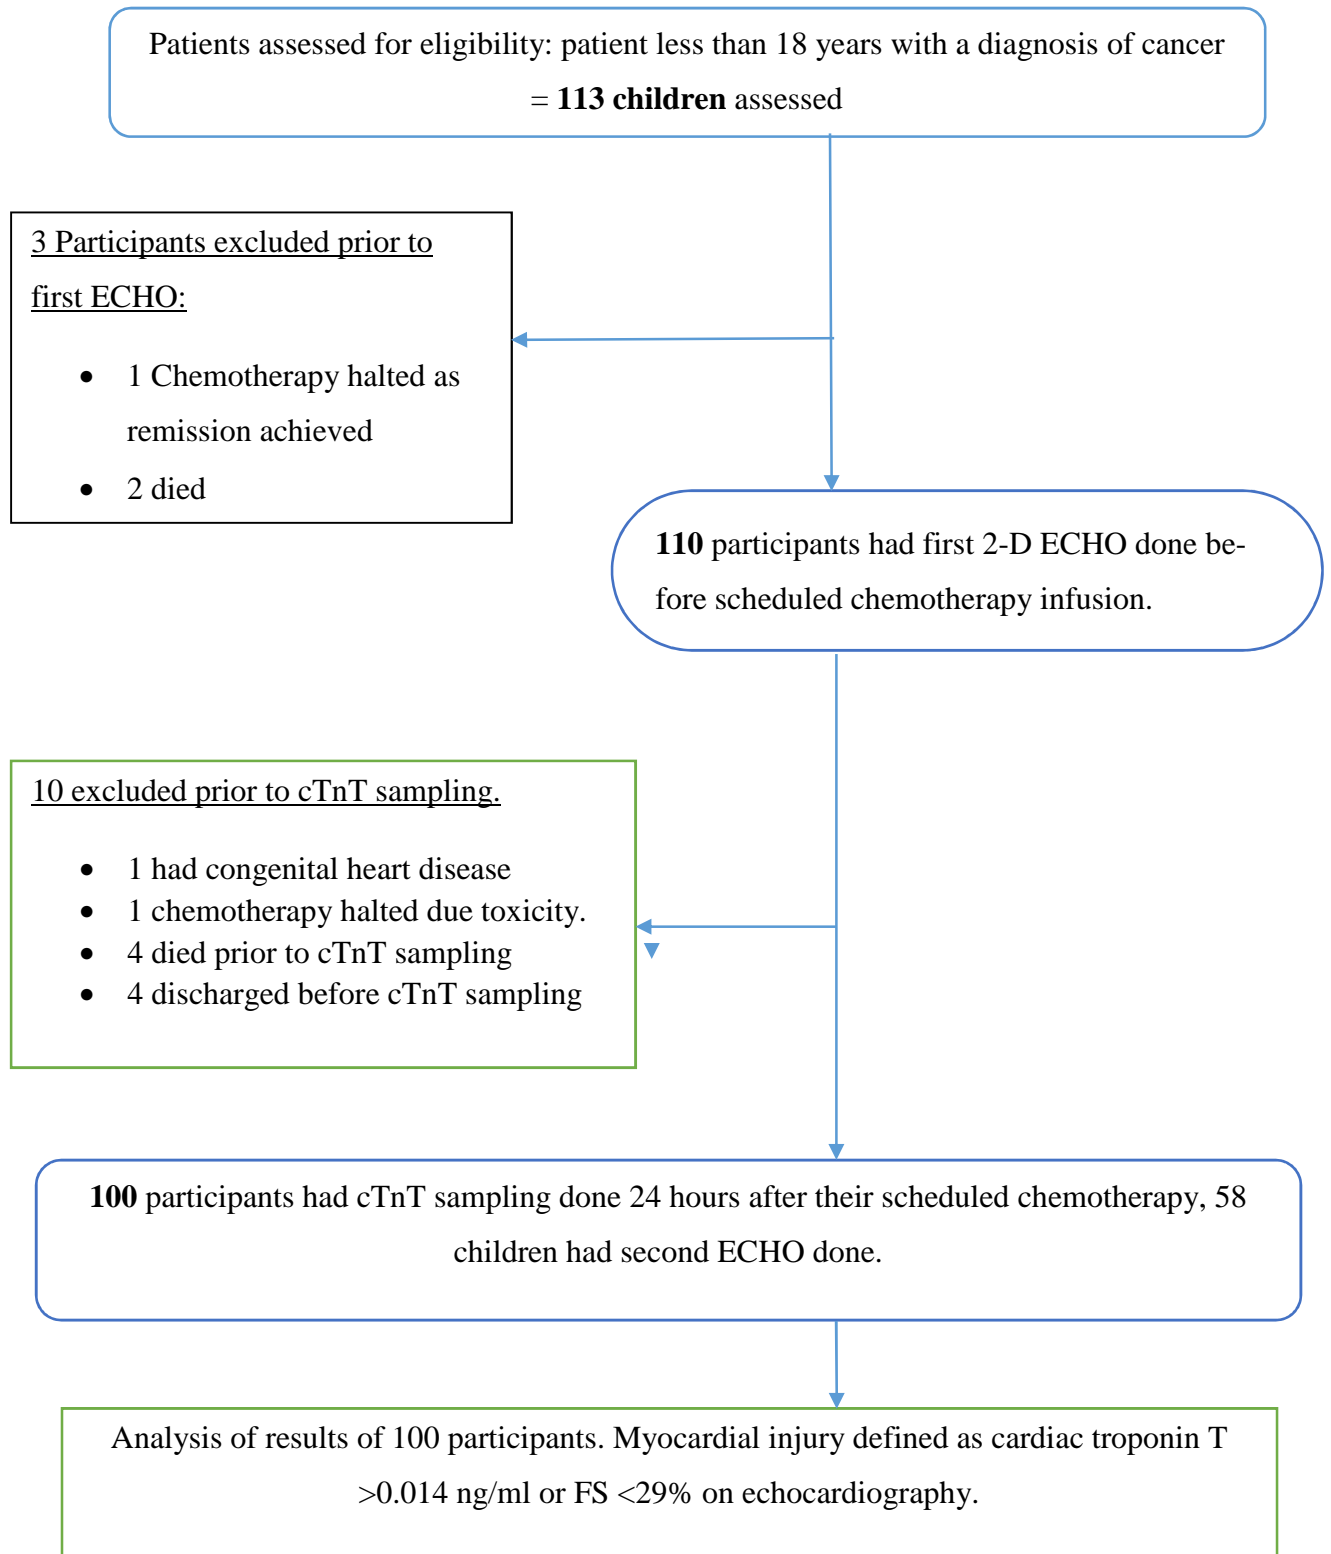 Patients assessed for eligibility: patient less than 18 years with a diagnosis of cancer
= 113 children assessed
3 Participants excluded prior to
first ECHO:
• 1 Chemotherapy halted as
remission achieved
• 2 died
110 participants had first 2-D ECHO done be-
fore scheduled chemotherapy infusion.
10 excluded prior to cTnT sampling.
• 1 had congenital heart disease
• 1 chemotherapy halted due toxicity.
• 4 died prior to cTnT sampling
• 4 discharged before cTnT sampling
100 participants had cTnT sampling done 24 hours after their scheduled chemotherapy, 58
children had second ECHO done.
Analysis of results of 100 participants. Myocardial injury defined as cardiac troponin T
>0.014 ng/ml or FS <29% on echocardiography.